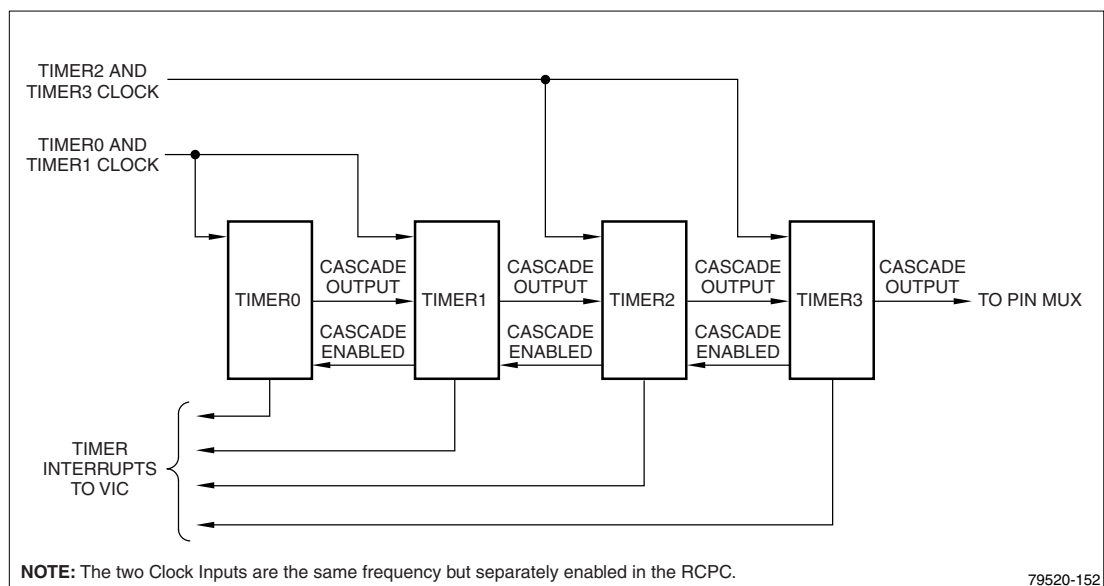 TIMER2 AND
TIMER3 CLOCK
TIMER0 AND
TIMER1 CLOCK
TIMER0
CASCADE
OUTPUT
CASCADE
ENABLED
TIMER1
CASCADE
OUTPUT
CASCADE
ENABLED
TIMER2
CASCADE
OUTPUT
CASCADE
ENABLED
TIMER3
CASCADE
OUTPUT
TO PIN MUX
TIMER
INTERRUPTS
TO VIC
NOTE: The two Clock Inputs are the same frequency but separately enabled in the RCPC.
79520-152